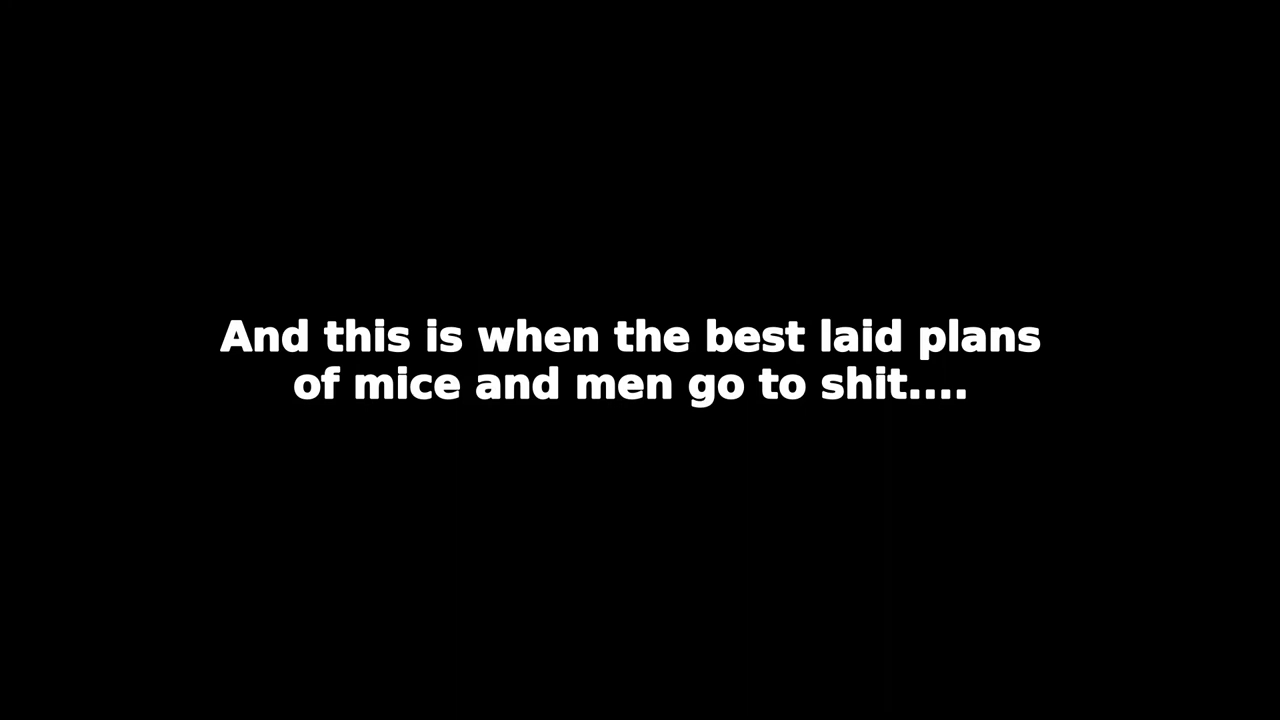 And this is when the best laid plans
of mice and men go to shit....